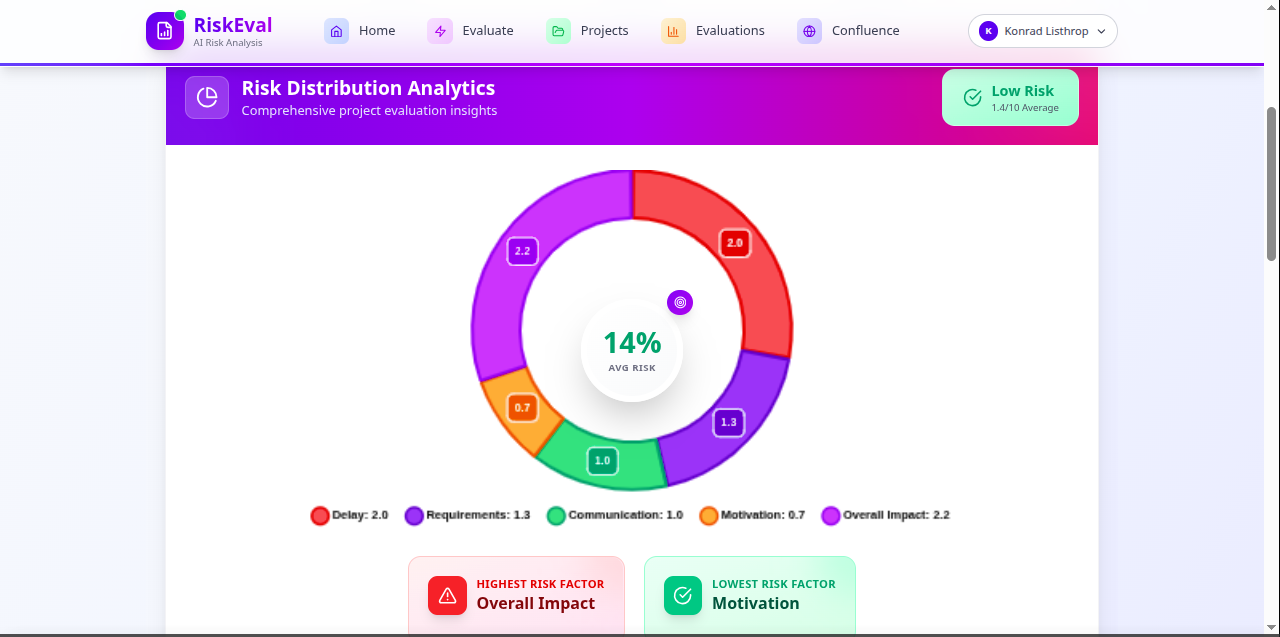 RiskEval
AI Risk Analysis
Home
Evaluate
Projects
Evaluations
Confluence
K
Konrad Listhrop
Risk Distribution Analytics
Comprehensive project evaluation insights
Low Risk
1.4/10 Average
2.2
2.0
14%
AVG RISK
0.7
1.3
1.0
Delay: 2.0
Requirements: 1.3
Communication: 1.0
Motivation: 0.7
Overall Impact: 2.2
HIGHEST RISK FACTOR
Overall Impact
LOWEST RISK FACTOR
Motivation